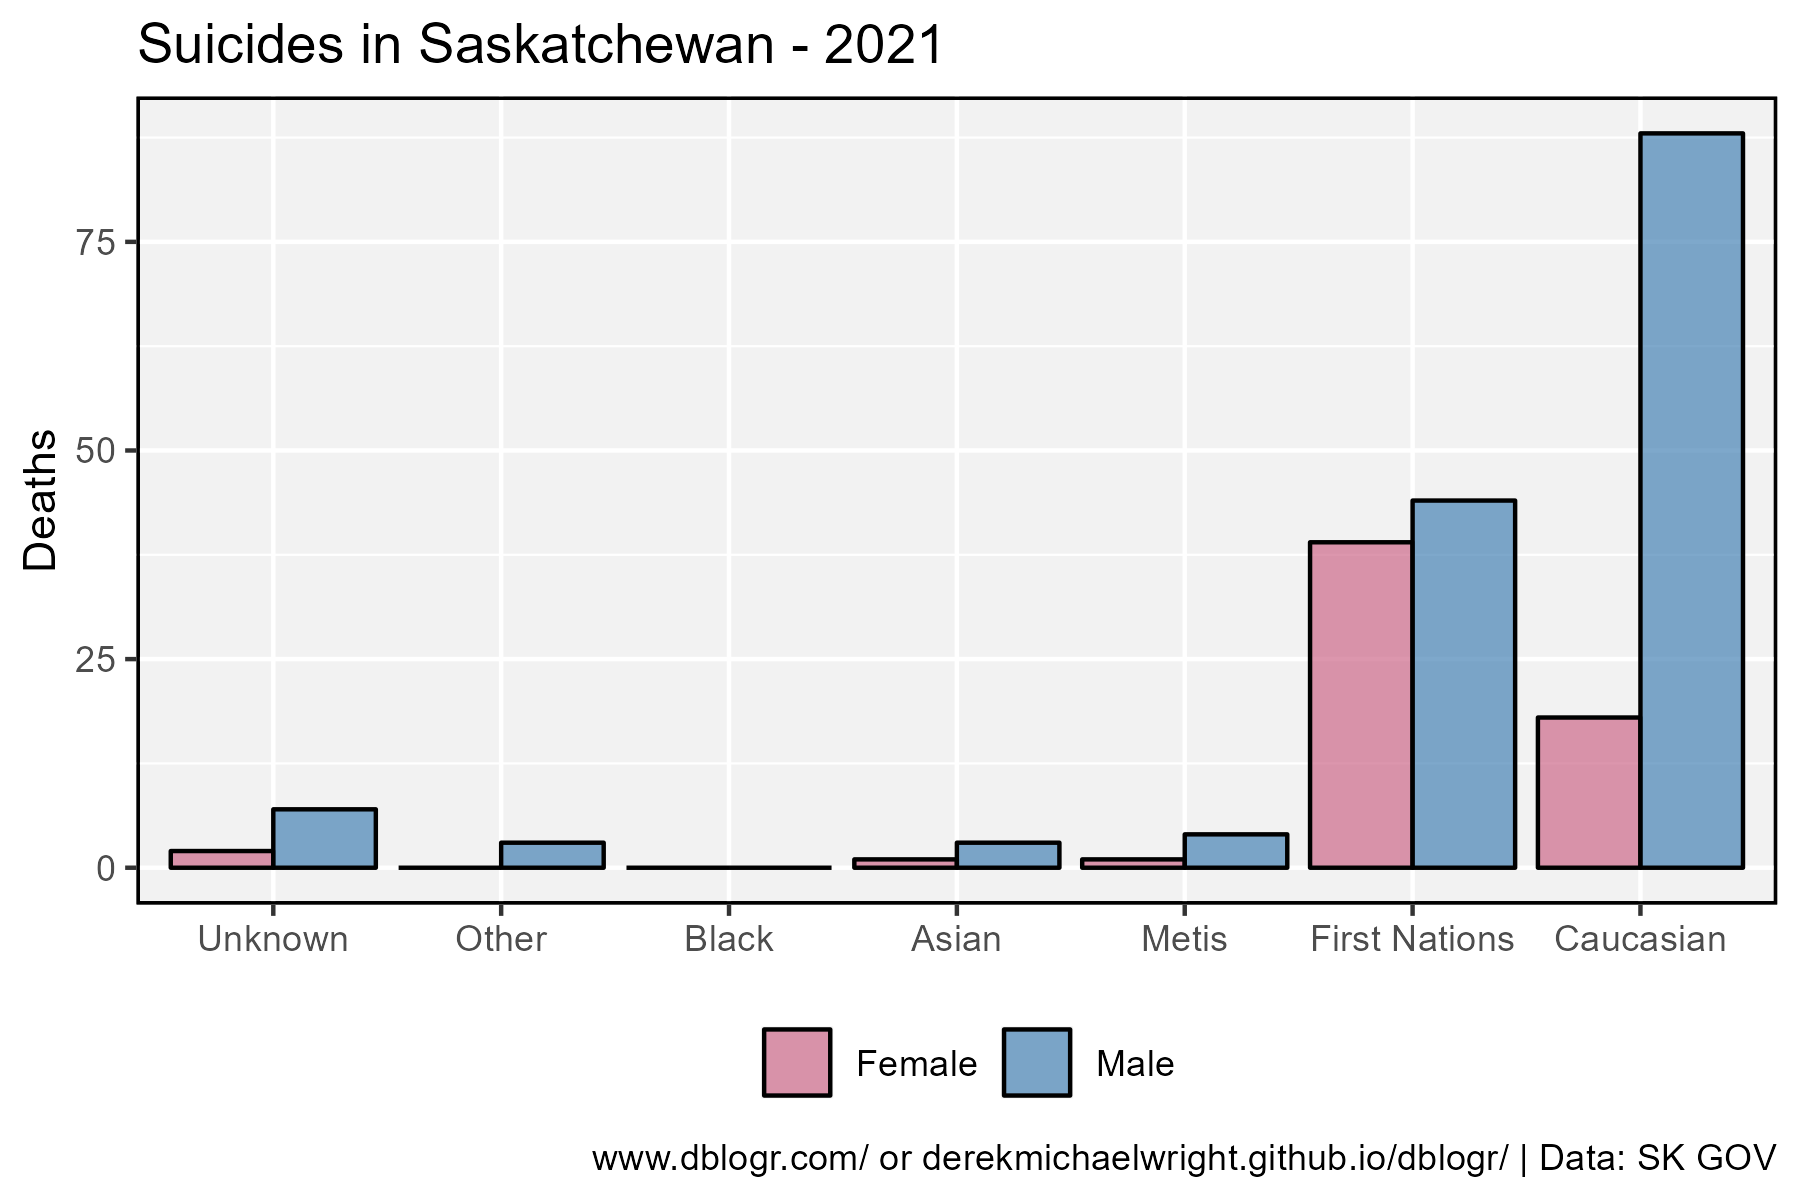 Suicides in Saskatchewan - 2021
Deaths
75
50
25
0
Unknown Other Black Asian Metis First Nations Caucasian
Female Male
www.dblogr.com/ or derekmichaelwright.github.io/dblogr/ | Data: SK GOV